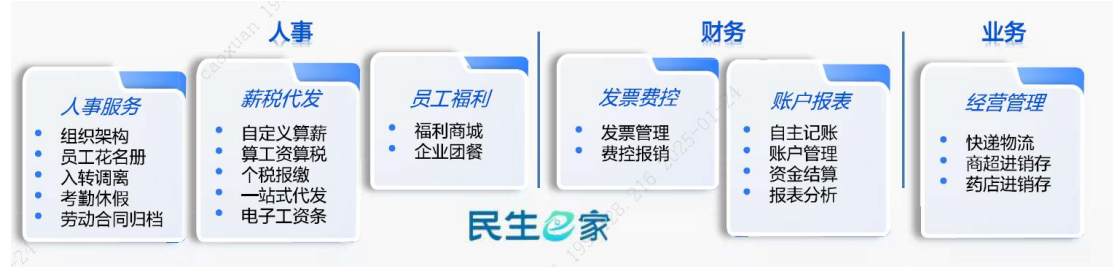 人事
财务
业务
人事服务
组织架构
员工花名册
入转调离
考勤休假
劳动合同归档
薪税代发
自定义算薪
算工资算税
个税报缴
一站式代发
电子工资条
员工福利
福利商城
企业团餐
发票费控
发票管理
费控报销
账户报表
自主记账
账户管理
资金结算
报表分析
经营管理
快递物流
商超进销存
药店进销存
民生e家